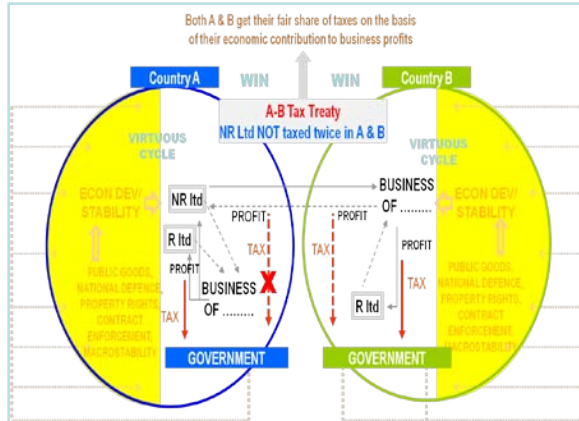 Both A & B get their fair share of taxes on the basis
of their economic contribution to business profits
Country A
WIN
WIN
Country B
A-B Tax Treaty
NR Ltd NOT taxed twice in A & B
VIRTUOUS
CYCLE
VIRTUOUS
CYCLE
ECON DEV/
STABILITY
NR ltd
R ltd
PROFIT
PROFIT
TAX
TAX
X
BUSINESS
OF .........
PUBLIC GOODS,
NATIONAL DEFENCE,
PROPERTY RIGHTS,
CONTRACT
ENFORCEMENT,
MACROSTABILITY
GOVERNMENT
BUSINESS
OF .........
PROFIT
TAX
PROFIT
TAX
R ltd
ECON DEV/
STABILITY
PUBLIC GOODS,
NATIONAL DEFENCE,
PROPERTY RIGHTS,
CONTRACT
ENFORCEMENT,
MACROSTABILITY
GOVERNMENT